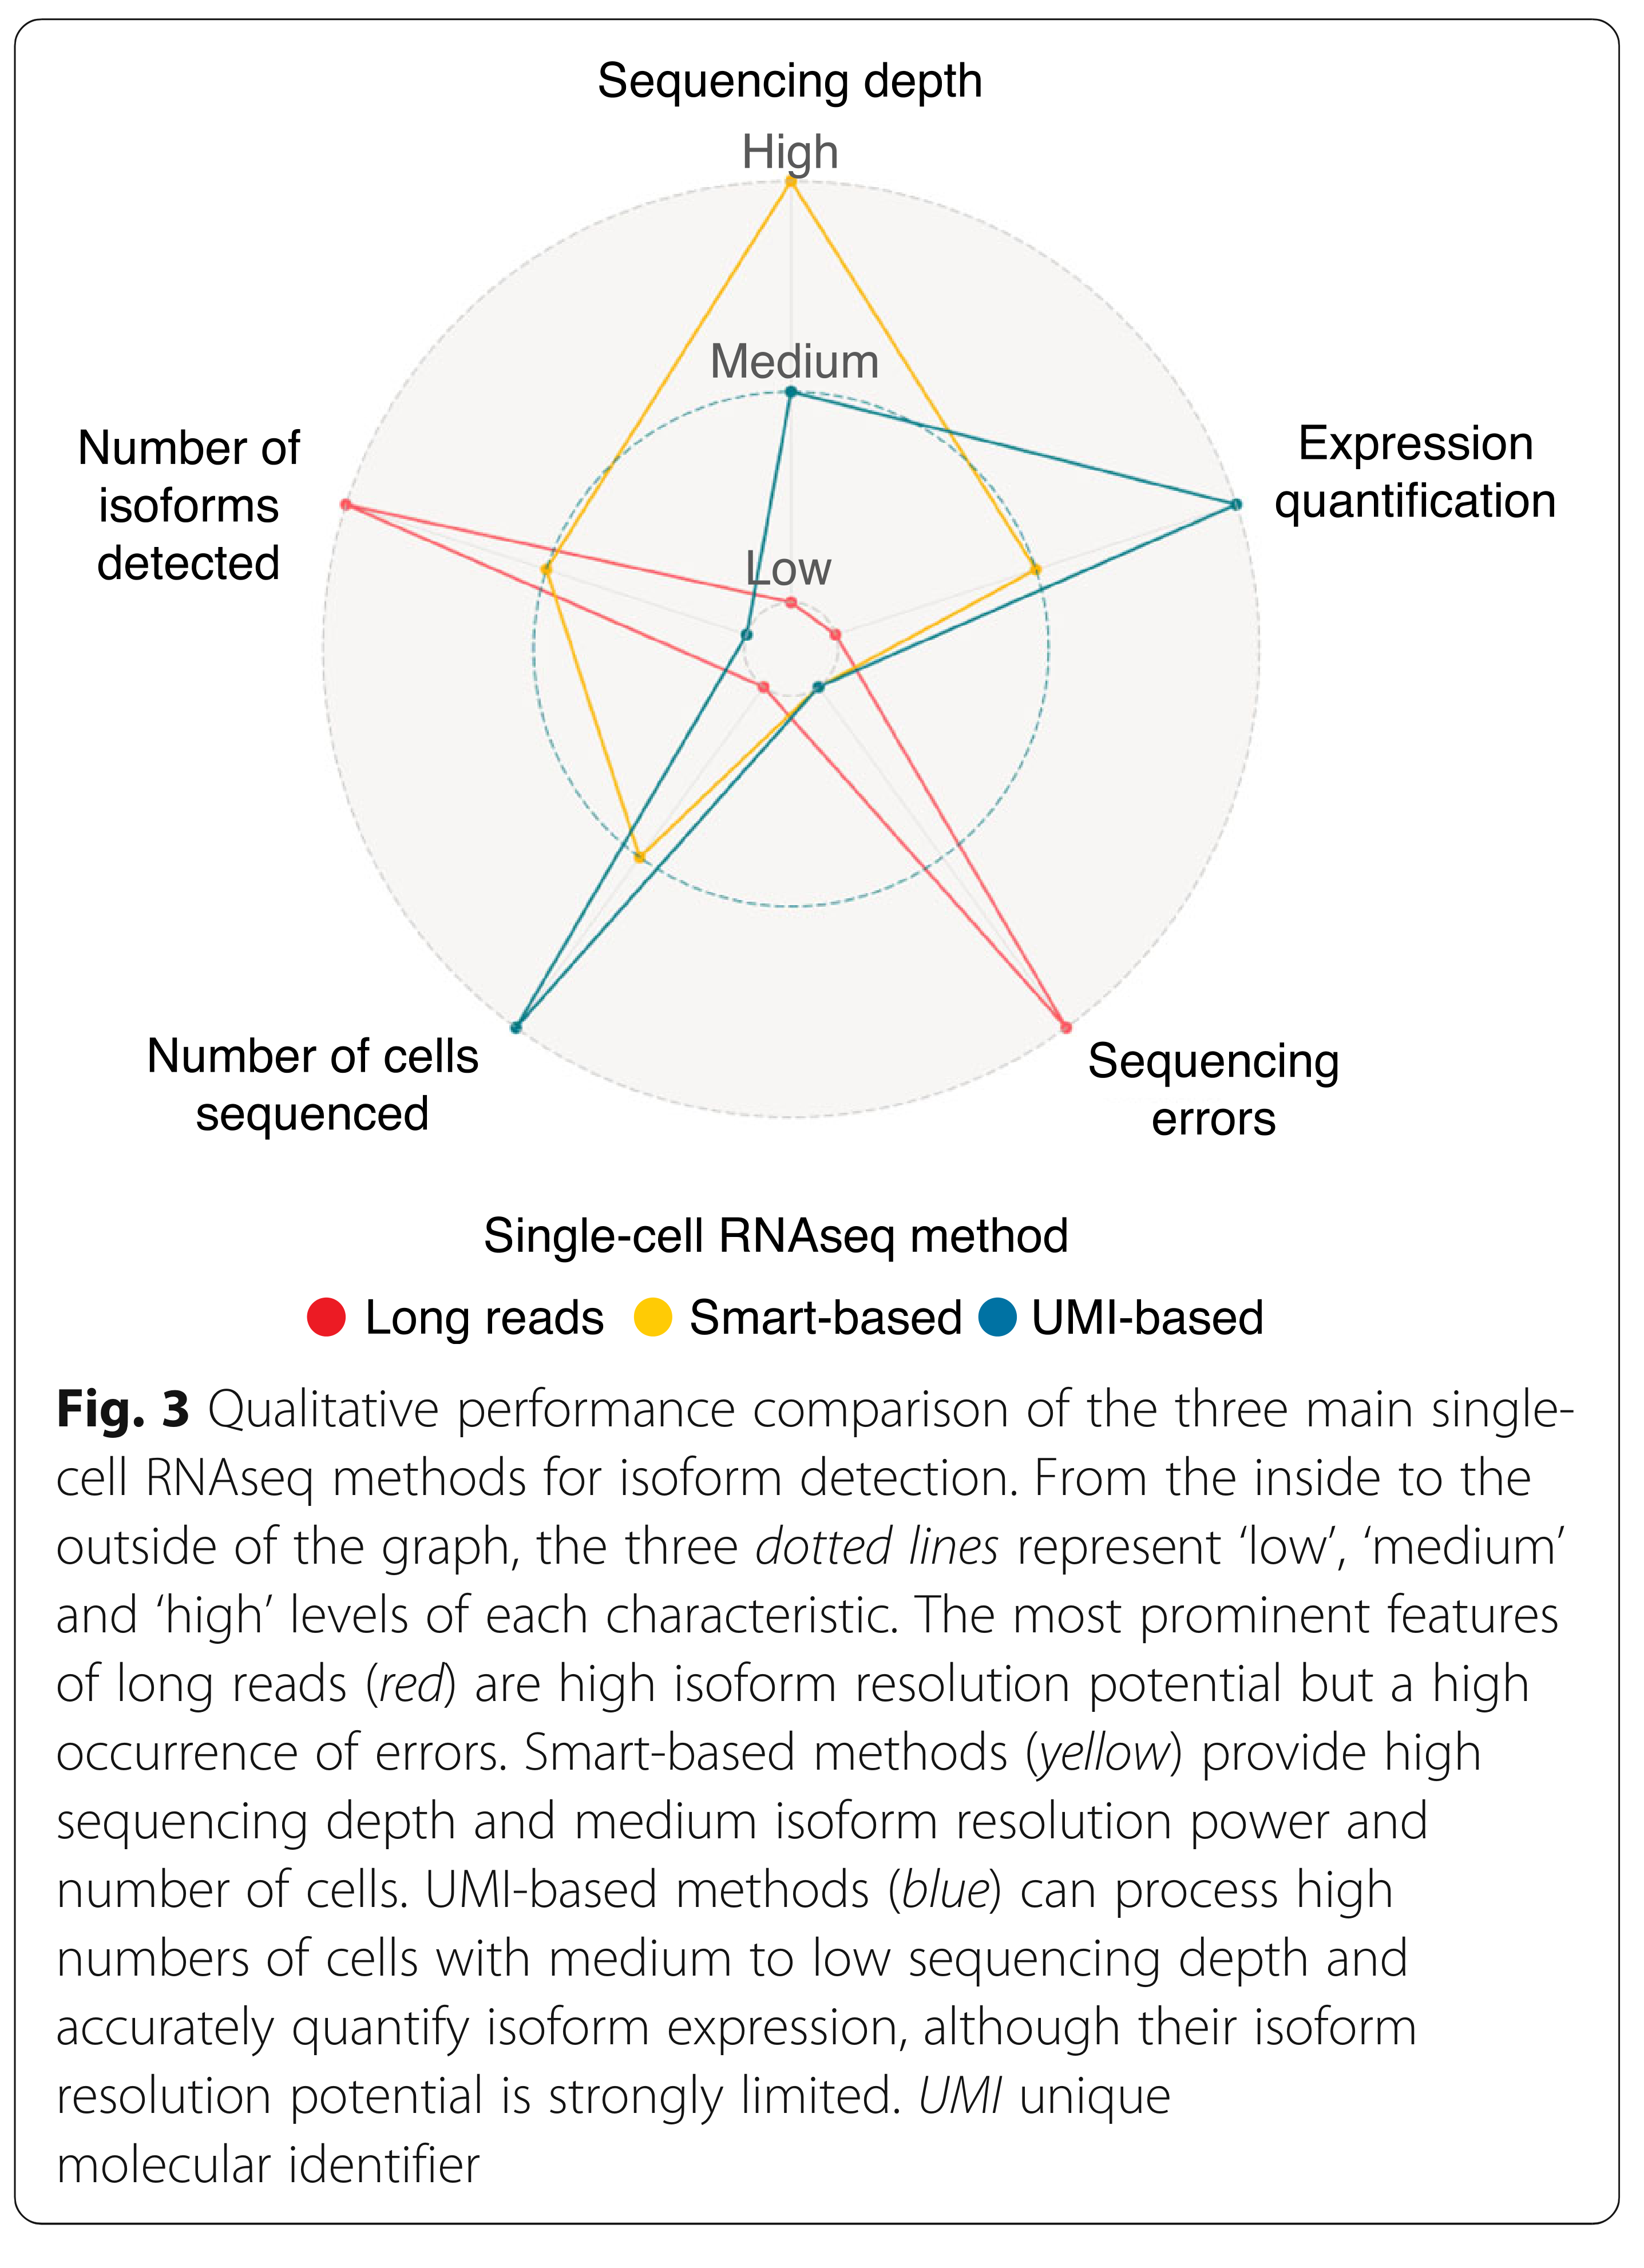 Sequencing depth
High
Medium
Low
Number of
isoforms
detected
Expression
quantification
Number of cells
sequenced
Sequencing
errors
Single-cell RNAseq method
Long reads Smart-based UMI-based
Fig. 3 Qualitative performance comparison of the three main single-
cell RNAseq methods for isoform detection. From the inside to the
outside of the graph, the three dotted lines represent ‘low’, ‘medium’
and ‘high’ levels of each characteristic. The most prominent features
of long reads (red) are high isoform resolution potential but a high
occurrence of errors. Smart-based methods (yellow) provide high
sequencing depth and medium isoform resolution power and
number of cells. UMI-based methods (blue) can process high
numbers of cells with medium to low sequencing depth and
accurately quantify isoform expression, although their isoform
resolution potential is strongly limited. UMI unique
molecular identifier